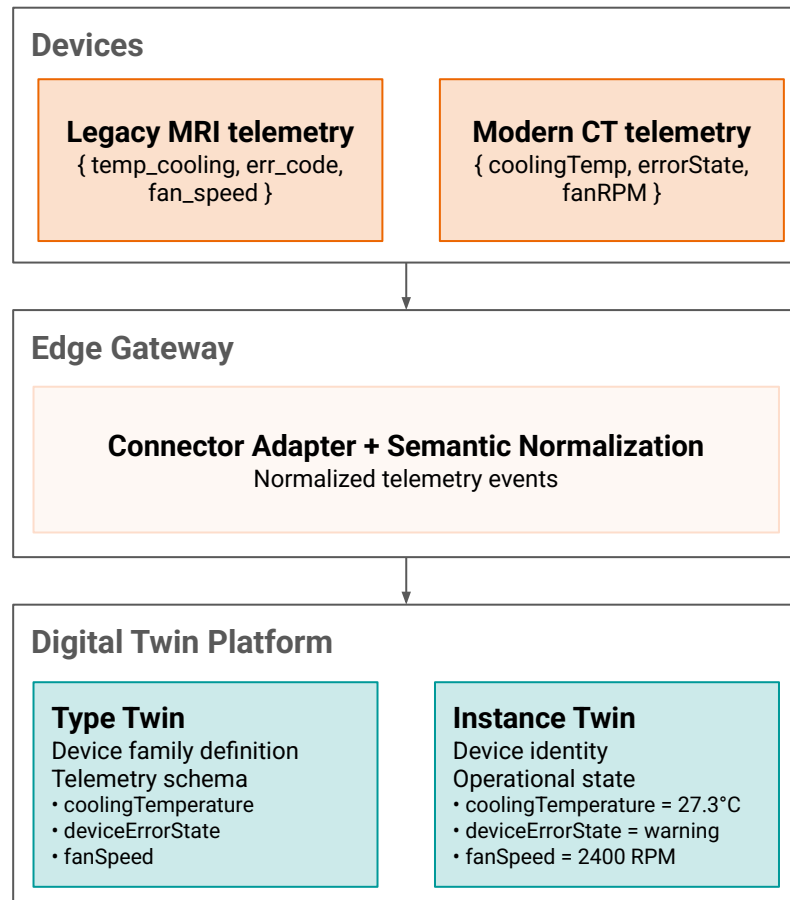 Devices
Legacy MRI telemetry
{ temp_cooling, err_code,
fan_speed }
Modern CT telemetry
{ coolingTemp, errorState,
fanRPM }
Edge Gateway
Connector Adapter + Semantic Normalization
Normalized telemetry events
Digital Twin Platform
Type Twin
Device family definition
Telemetry schema
• coolingTemperature
• deviceErrorState
• fanSpeed
Instance Twin
Device identity
Operational state
• coolingTemperature = 27.3°C
• deviceErrorState = warning
• fanSpeed = 2400 RPM